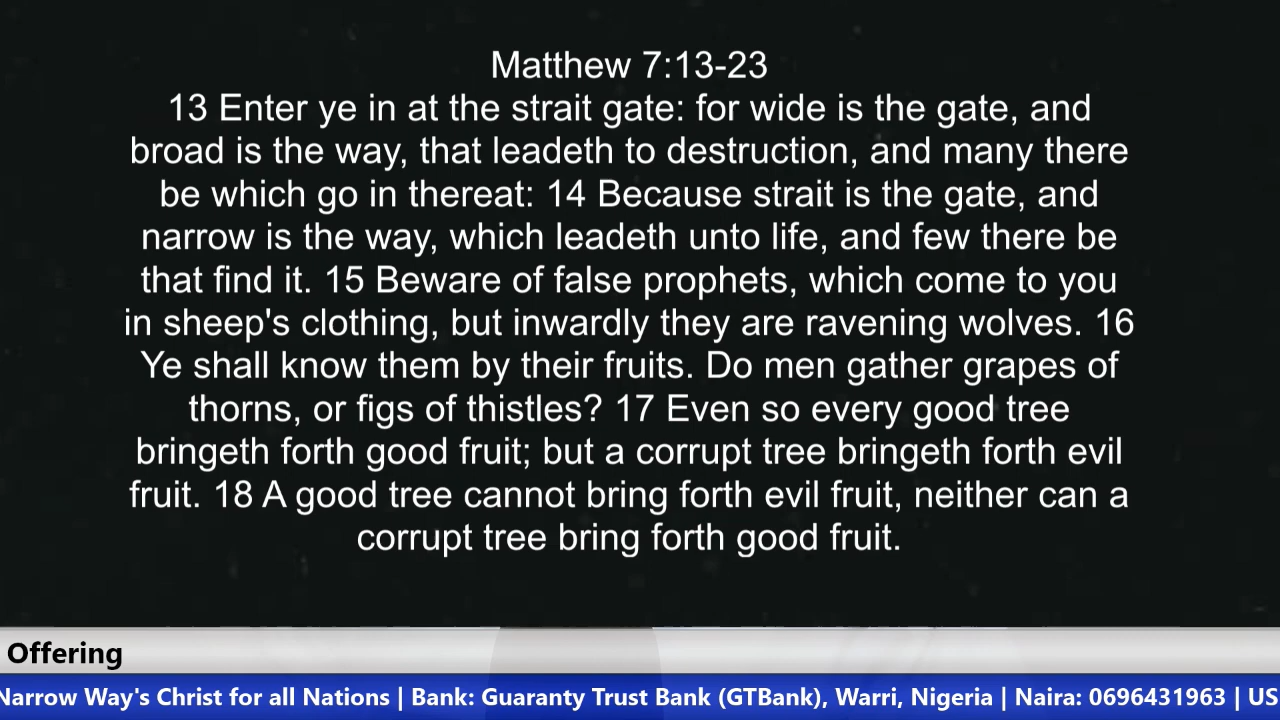 Matthew 7:13-23
13 Enter ye in at the strait gate: for wide is the gate, and
broad is the way, that leadeth to destruction, and many there
be which go in thereat: 14 Because strait is the gate, and
narrow is the way, which leadeth unto life, and few there be
that find it. 15 Beware of false prophets, which come to you
in sheep's clothing, but inwardly they are ravening wolves. 16
Ye shall know them by their fruits. Do men gather grapes of
thorns, or figs of thistles? 17 Even so every good tree
bringeth forth good fruit; but a corrupt tree bringeth forth evil
fruit. 18 A good tree cannot bring forth evil fruit, neither can a
corrupt tree bring forth good fruit.
Offering
Narrow Way's Christ for all Nations | Bank: Guaranty Trust Bank (GTBank), Warri, Nigeria | Naira: 0696431963 | US